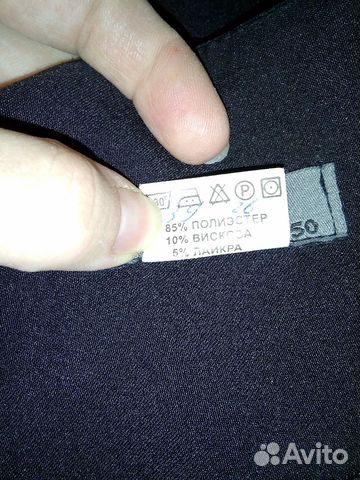 30°
P
85% ПОЛИЭСТЕР
10% ВИСКОЗА
5% ЛАЙКРА
50
Avito